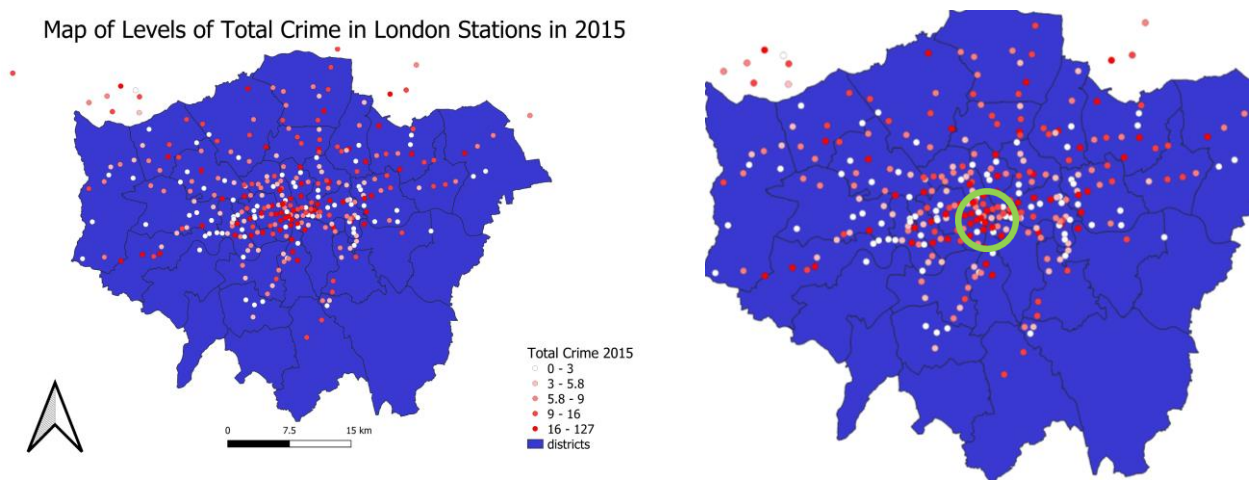 Map of Levels of Total Crime in London Stations in 2015
Total Crime 2015
0 - 3
3 - 5.8
5.8 - 9
9 - 16
16 - 127
districts
0 7.5 15 km